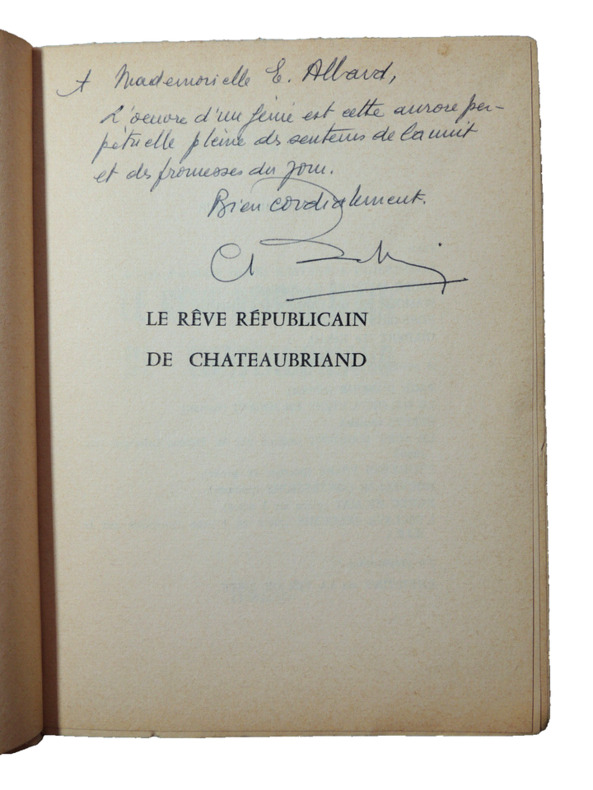 A Mademoiselle E. Allard,
L'oeuvre d'un génie est cette aurore per-
pétuelle pleine des senteurs de la nuit
et des promesses du jour.
Bien cordialement.
LE RÊVE RÉPUBLICAIN
DE CHATEAUBRIAND